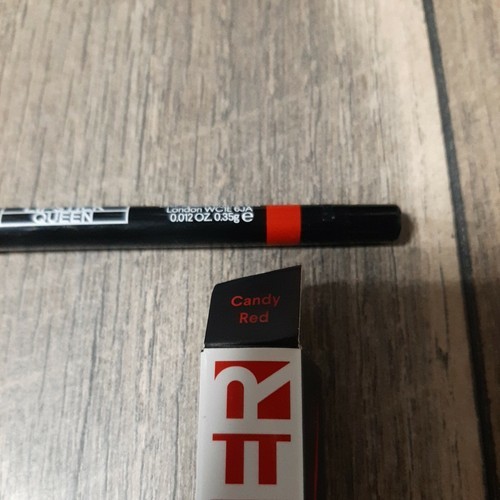 QUEEN
London WC1E 6JA
0.012 OZ. 0.35g e
Candy
Red